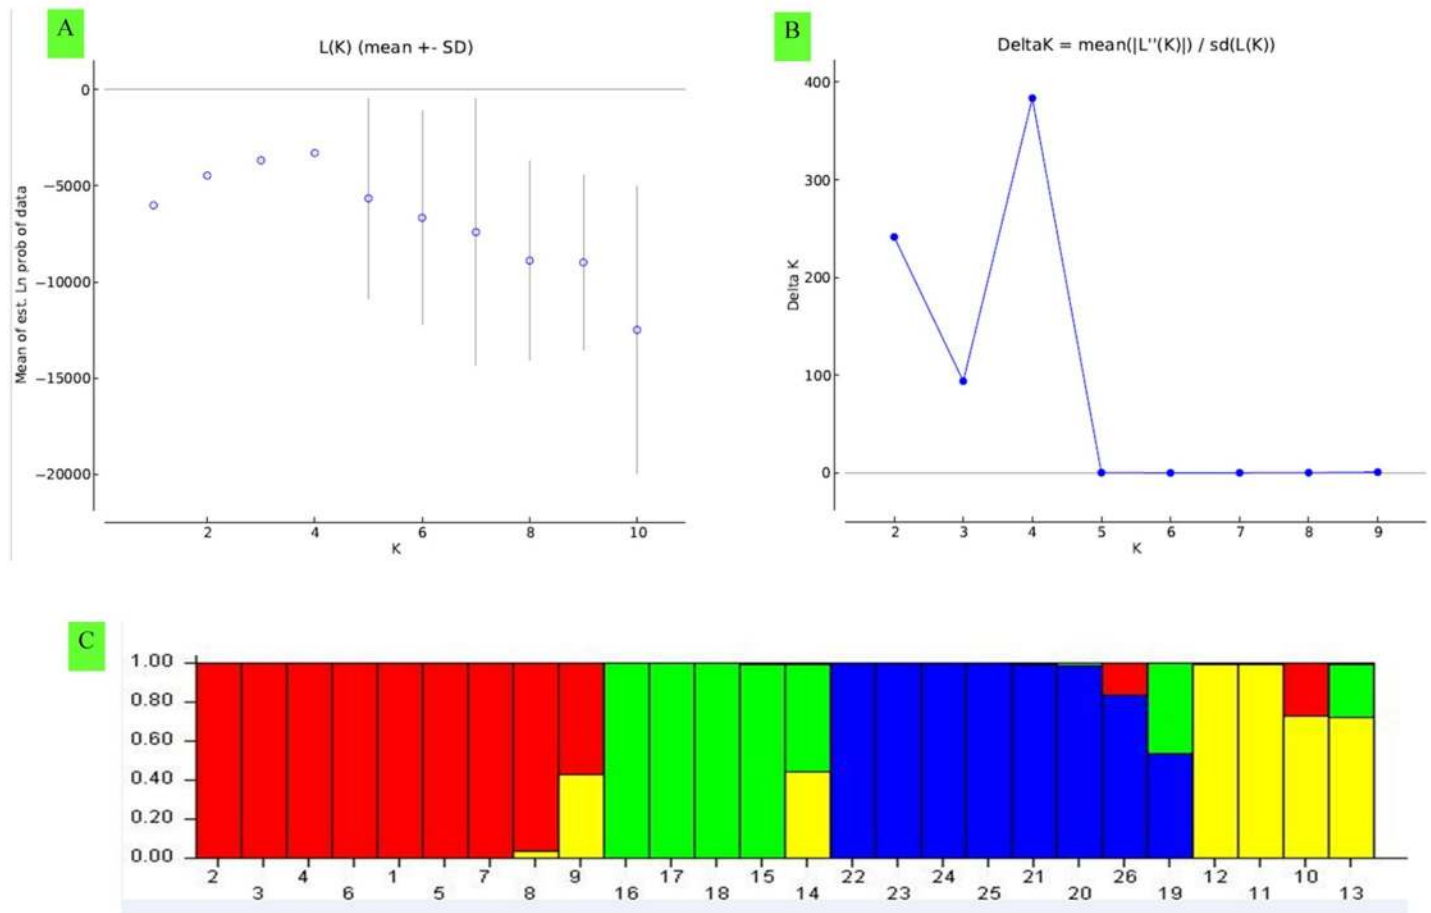 A
L(K) (mean +- SD)
Mean of est. Ln prob of data
0
−5000
−10000
−15000
−20000
2 4 6 8 10
K
B
DeltaK = mean(|L''(K)|) / sd(L(K))
Delta K
400
300
200
100
0
2 3 4 5 6 7 8 9
K
C
1.00
0.80
0.60
0.40
0.20
0.00
2 4 1 7 9 17 15 22 24 21 26 12 10
3 6 5 8 16 18 14 23 25 20 19 11 13